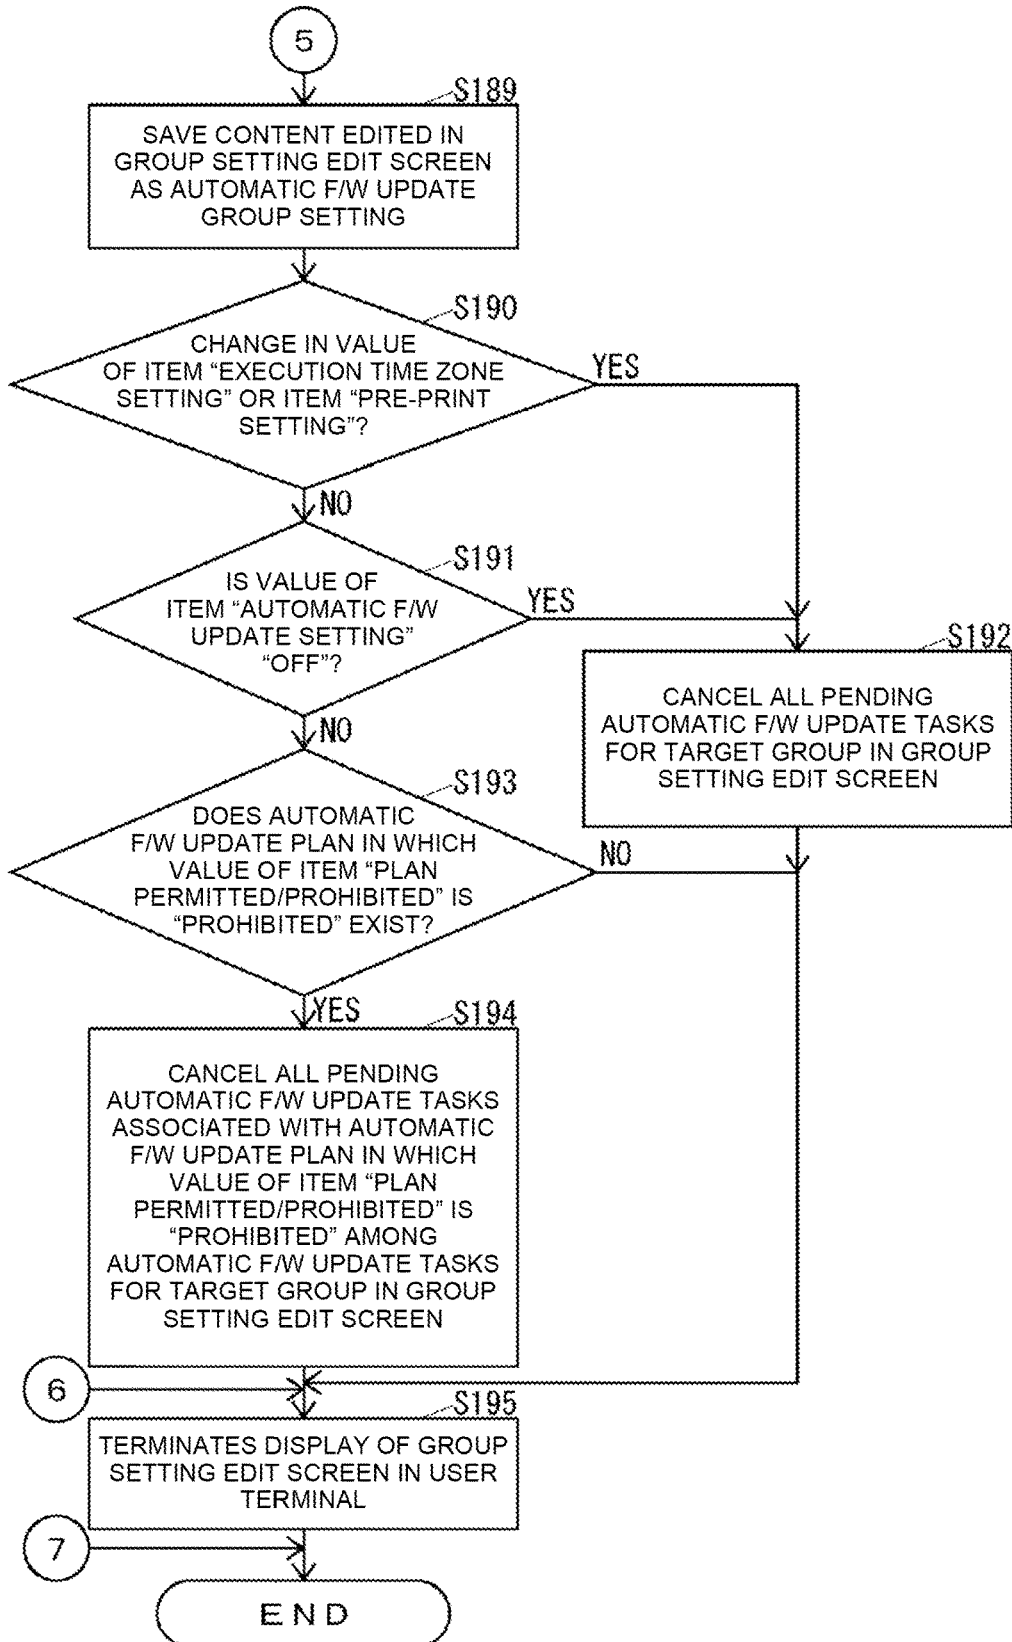 5
S189
SAVE CONTENT EDITED IN
GROUP SETTING EDIT SCREEN
AS AUTOMATIC F/W UPDATE
GROUP SETTING
S190
CHANGE IN VALUE
OF ITEM “EXECUTION TIME ZONE
SETTING” OR ITEM “PRE-PRINT
SETTING”?
YES
NO
S191
IS VALUE OF
ITEM “AUTOMATIC F/W
UPDATE SETTING”
“OFF”?
YES
NO
S192
CANCEL ALL PENDING
AUTOMATIC F/W UPDATE TASKS
FOR TARGET GROUP IN GROUP
SETTING EDIT SCREEN
S193
DOES AUTOMATIC
F/W UPDATE PLAN IN WHICH
VALUE OF ITEM “PLAN
PERMITTED/PROHIBITED” IS
“PROHIBITED” EXIST?
NO
YES
S194
CANCEL ALL PENDING
AUTOMATIC F/W UPDATE TASKS
ASSOCIATED WITH AUTOMATIC
F/W UPDATE PLAN IN WHICH
VALUE OF ITEM “PLAN
PERMITTED/PROHIBITED” IS
“PROHIBITED” AMONG
AUTOMATIC F/W UPDATE TASKS
FOR TARGET GROUP IN GROUP
SETTING EDIT SCREEN
6
S195
TERMINATES DISPLAY OF GROUP
SETTING EDIT SCREEN IN USER
TERMINAL
7
END